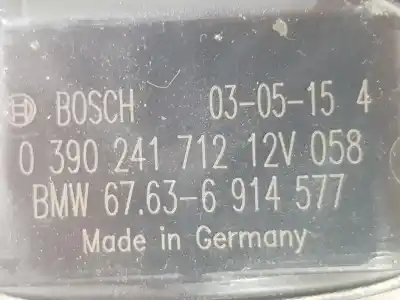 BOSCH 03-05-15 4
0 390 241 712 12V 058
BMW 67.63-6 914 577
Made in Germany